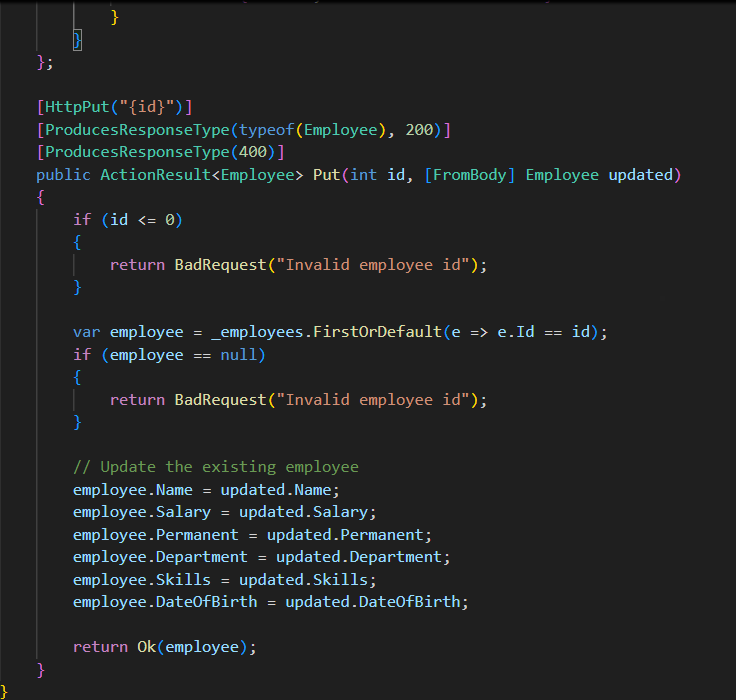 }
}
};
[HttpPut("{id}")]
[ProducesResponseType(typeof(Employee), 200)]
[ProducesResponseType(400)]
public ActionResult<Employee> Put(int id, [FromBody] Employee updated)
{
if (id <= 0)
{
return BadRequest("Invalid employee id");
}
var employee = _employees.FirstOrDefault(e => e.Id == id);
if (employee == null)
{
return BadRequest("Invalid employee id");
}
// Update the existing employee
employee.Name = updated.Name;
employee.Salary = updated.Salary;
employee.Permanent = updated.Permanent;
employee.Department = updated.Department;
employee.Skills = updated.Skills;
employee.DateOfBirth = updated.DateOfBirth;
return Ok(employee);
}
}